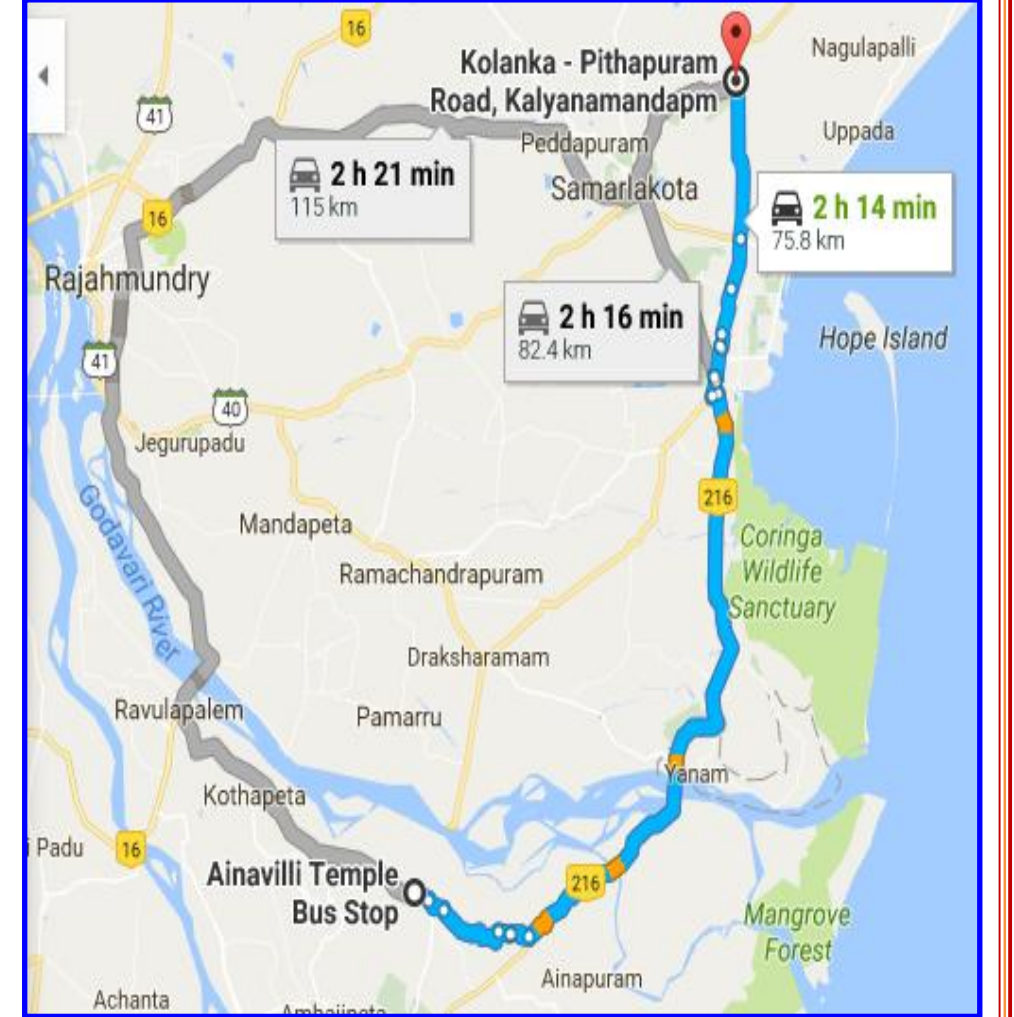 16
Nagulapalli
Kolanka - Pithapuram
Road, Kalyanamandapm
41
Uppada
Peddapuram
2 h 21 min
115 km
Samarlakota
16
2 h 14 min
75.8 km
Rajahmundry
2 h 16 min
82.4 km
Hope Island
41
40
Jegurupadu
216
Godavari River
Mandapeta
Coringa
Wildlife
Sanctuary
Ramachandrapuram
Draksharamam
Ravulapalem
Pamarru
Yanam
Kothapeta
i Padu
16
Ainavilli Temple
Bus Stop
216
Mangrove
Forest
Ainapuram
Achanta